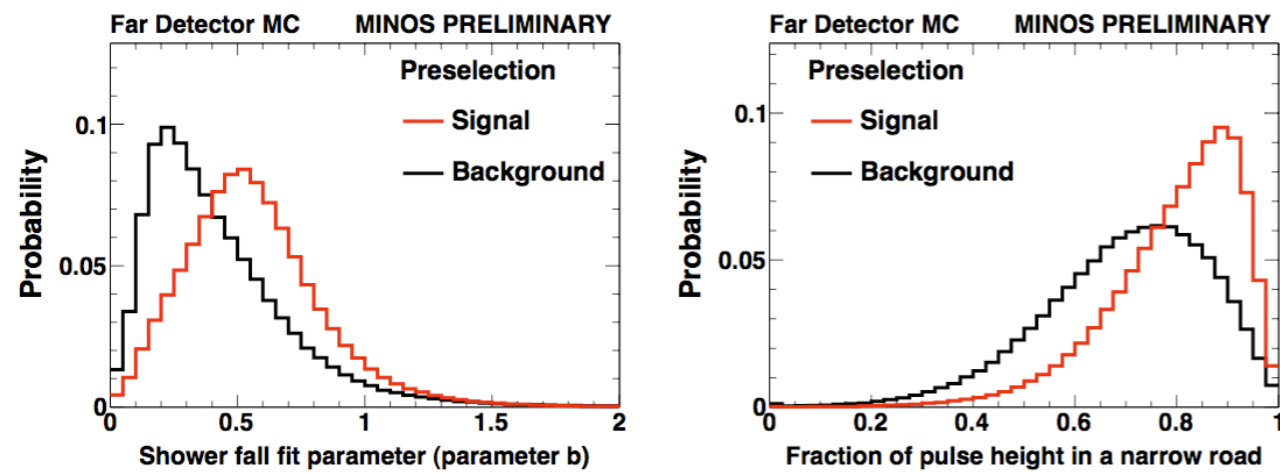 Far Detector MC MINOS PRELIMINARY
Preselection
Signal
Background
Probability
0.1
0.05
0
0 0.5 1 1.5 2
Shower fall fit parameter (parameter b)
Far Detector MC MINOS PRELIMINARY
Preselection
Signal
Background
Probability
0.1
0.05
0
0 0.2 0.4 0.6 0.8 1
Fraction of pulse height in a narrow road